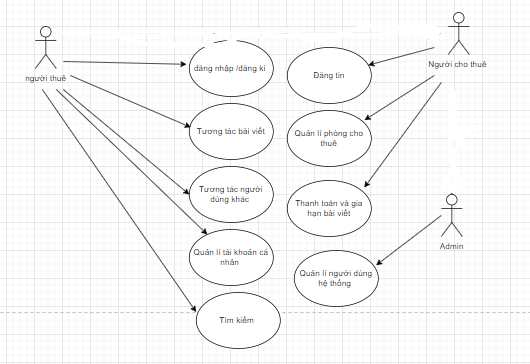 người thuê
Người cho thuê
Admin
đăng nhập /đăng kí
Tương tác bài viết
Tương tác người
dùng khác
Quản lí tài khoản cá
nhân
Tìm kiếm
Đăng tin
Quản lí phòng cho
thuê
Thanh toán và gia
hạn bài viết
Quản lí người dùng
hệ thống